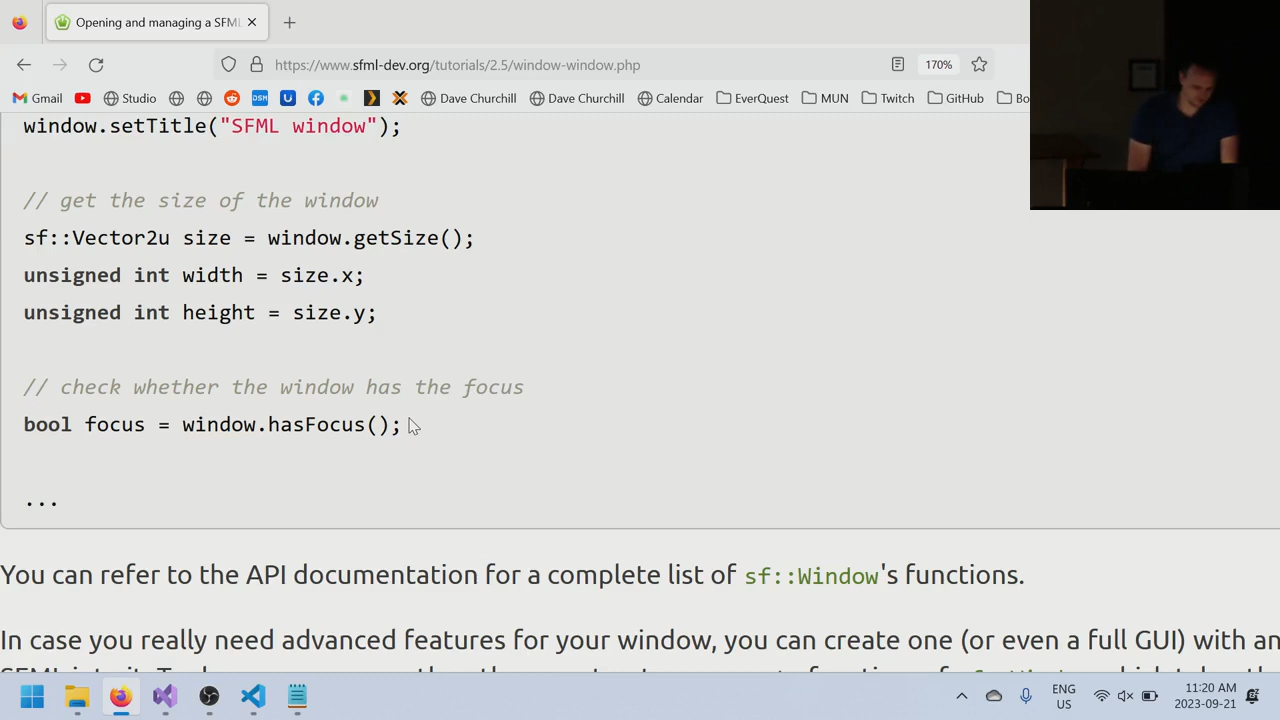 Opening and managing a SFML
https://www.sfml-dev.org/tutorials/2.5/window-window.php
170%
Gmail
Studio
Dave Churchill
Dave Churchill
Calendar
EverQuest
MUN
Twitch
GitHub
Bo
window.setTitle("SFML window");
// get the size of the window
sf::Vector2u size = window.getSize();
unsigned int width = size.x;
unsigned int height = size.y;
// check whether the window has the focus
bool focus = window.hasFocus();
...
You can refer to the API documentation for a complete list of sf::Window's functions.
In case you really need advanced features for your window, you can create one (or even a full GUI) with an
ENG
US
11:20 AM
2023-09-21